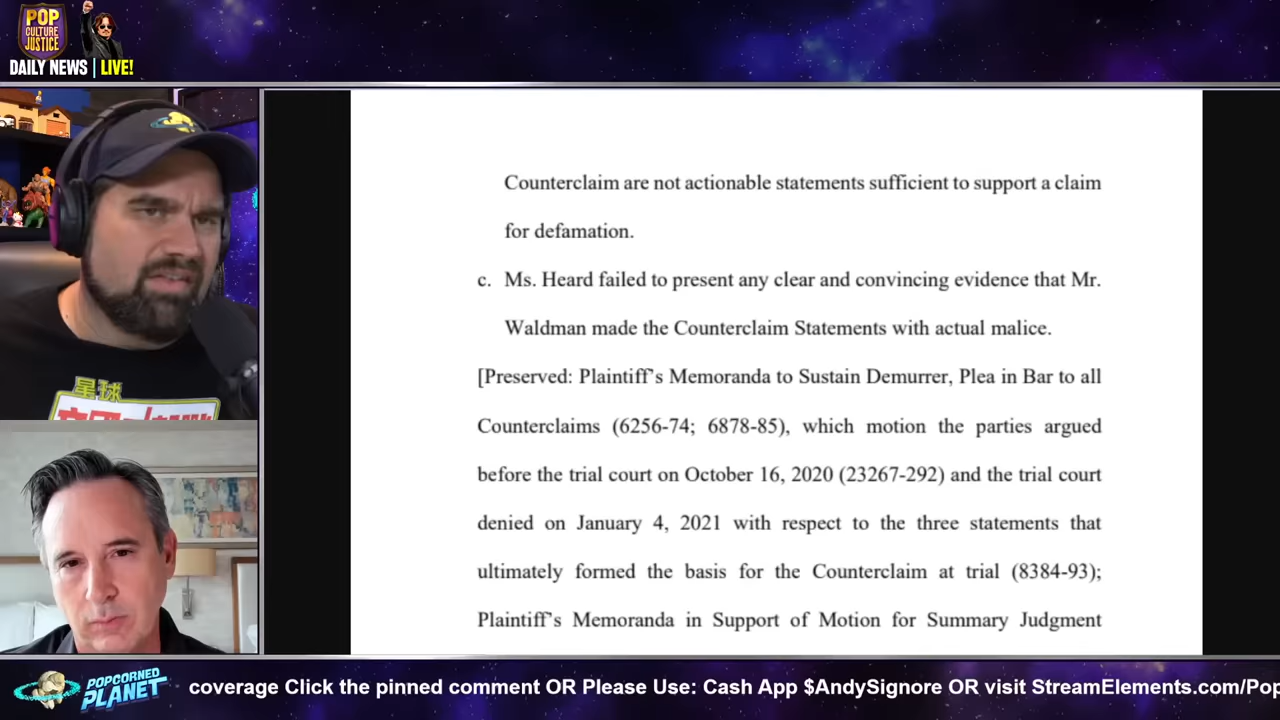 POP
CULTURE
JUSTICE
DAILY NEWS | LIVE!
星球
Counterclaim are not actionable statements sufficient to support a claim
for defamation.
c. Ms. Heard failed to present any clear and convincing evidence that Mr.
Waldman made the Counterclaim Statements with actual malice.
[Preserved: Plaintiff's Memoranda to Sustain Demurrer, Plea in Bar to all
Counterclaims (6256-74; 6878-85), which motion the parties argued
before the trial court on October 16, 2020 (23267-292) and the trial court
denied on January 4, 2021 with respect to the three statements that
ultimately formed the basis for the Counterclaim at trial (8384-93);
Plaintiff's Memoranda in Support of Motion for Summary Judgment
POPCORNED
PLANET
coverage Click the pinned comment OR Please Use: Cash App $AndySignore OR visit StreamElements.com/Pop